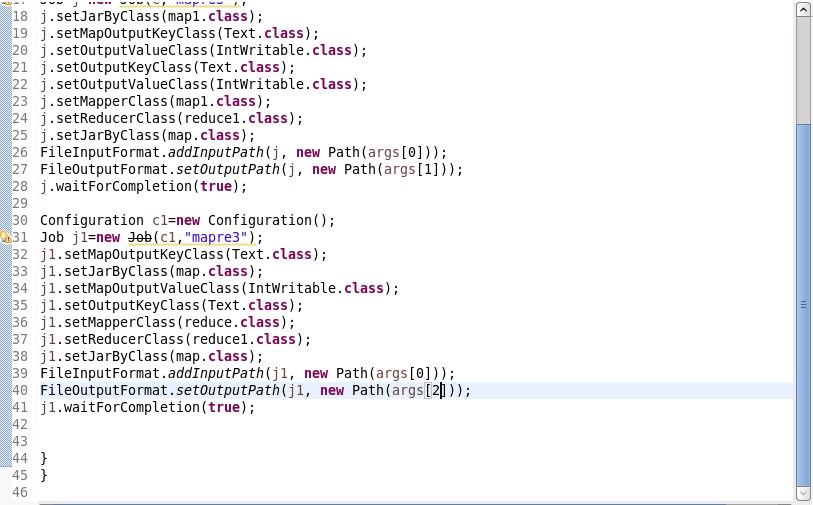 18 j.setJarByClass(map1.class);
19 j.setMapOutputKeyClass(Text.class);
20 j.setOutputValueClass(IntWritable.class);
21 j.setOutputKeyClass(Text.class);
22 j.setOutputValueClass(IntWritable.class);
23 j.setMapperClass(map1.class);
24 j.setReducerClass(reduce1.class);
25 j.setJarByClass(map.class);
26 FileInputFormat.addInputPath(j, new Path(args[0]));
27 FileOutputFormat.setOutputPath(j, new Path(args[1]));
28 j.waitForCompletion(true);
29
30 Configuration c1=new Configuration();
31 Job j1=new Job(c1,"mapre3");
32 j1.setMapOutputKeyClass(Text.class);
33 j1.setJarByClass(map.class);
34 j1.setMapOutputValueClass(IntWritable.class);
35 j1.setOutputKeyClass(Text.class);
36 j1.setMapperClass(reduce.class);
37 j1.setReducerClass(reduce1.class);
38 j1.setJarByClass(map.class);
39 FileInputFormat.addInputPath(j1, new Path(args[0]));
40 FileOutputFormat.setOutputPath(j1, new Path(args[2]));
41 j1.waitForCompletion(true);
42
43
44 }
45 }
46